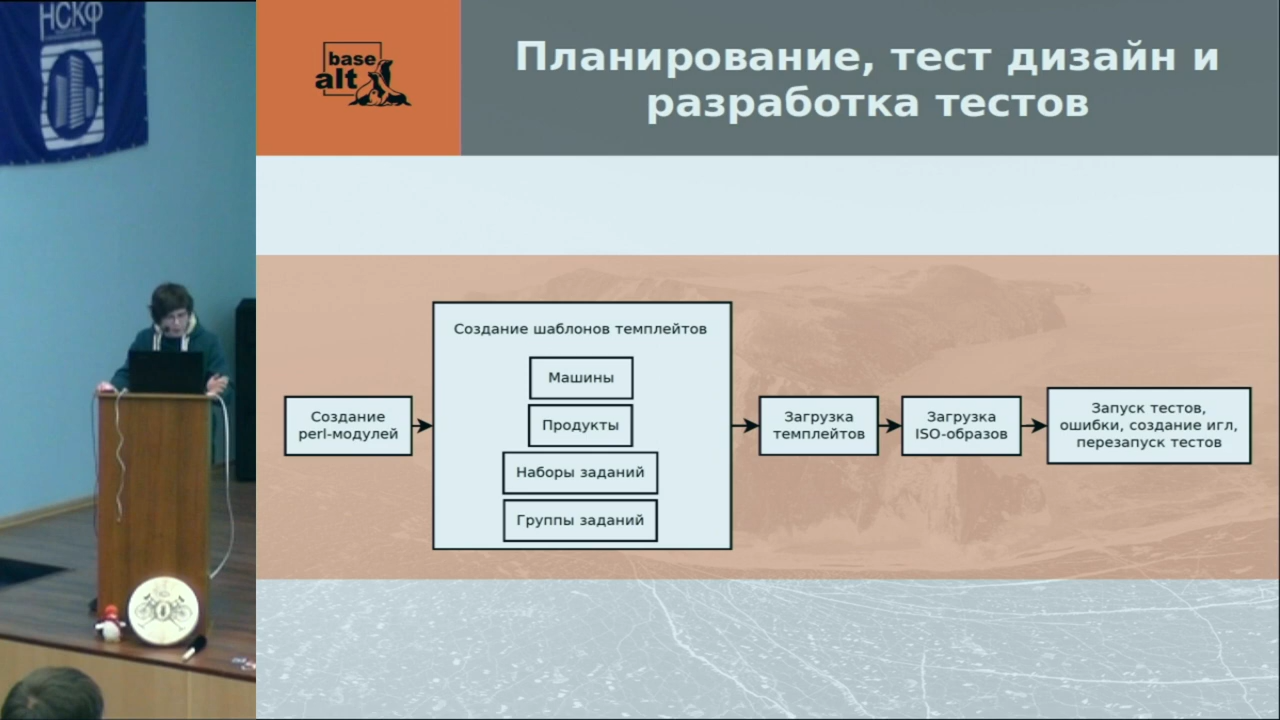 НСКФ
base
alt
Планирование, тест дизайн и
разработка тестов
Создание
perl-модулей
Создание шаблонов темплейтов
Машины
Продукты
Наборы заданий
Группы заданий
Загрузка
темплейтов
Загрузка
ISO-образов
Запуск тестов,
ошибки, создание игл,
перезапуск тестов